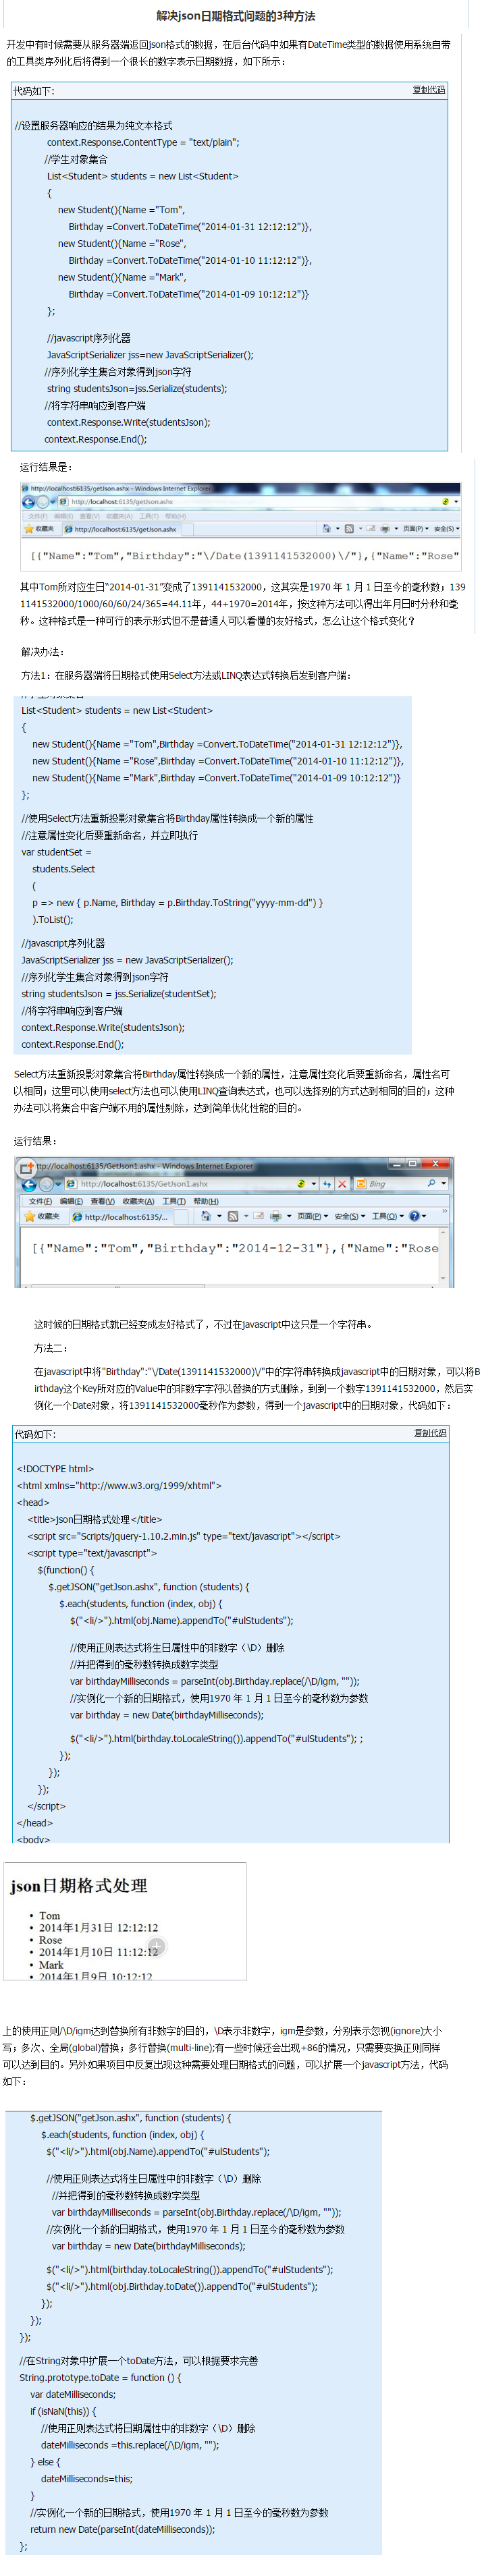 解决json日期格式问题的3种方法
开发中有时候需要从服务器端返回json格式的数据，在后台代码中如果有DateTime类型的数据使用系统自带
的工具类序列化后将得到一个很长的数字表示日期数据，如下所示：
代码如下: 复制代码
//设置服务器响应的结果为纯文本格式
context.Response.ContentType = "text/plain";
//学生对象集合
List<Student> students = new List<Student>
{
new Student(){Name ="Tom",
Birthday =Convert.ToDateTime("2014-01-31 12:12:12")},
new Student(){Name ="Rose",
Birthday =Convert.ToDateTime("2014-01-10 11:12:12")},
new Student(){Name ="Mark",
Birthday =Convert.ToDateTime("2014-01-09 10:12:12")}
};
//javascript序列化器
JavaScriptSerializer jss=new JavaScriptSerializer();
//序列化学生集合对象得到json字符
string studentsJson=jss.Serialize(students);
//将字符串响应到客户端
context.Response.Write(studentsJson);
context.Response.End();
运行结果是：
http://localhost:6135/getJson.ashx - Windows Internet Explorer
http://localhost:6135/getJson.ashx
文件(F) 编辑(E) 查看(V) 收藏夹(A) 工具(T) 帮助(H)
收藏夹 http://localhost:6135/getJson.ashx 页面(P) 安全(S)
[{"Name":"Tom","Birthday":"\/Date(1391141532000)\/"},{"Name":"Rose"
其中Tom所对应生日“2014-01-31”变成了1391141532000，这其实是1970 年 1 月 1 日至今的毫秒数；139
1141532000/1000/60/60/24/365=44.11年，44+1970=2014年，按这种方法可以得出年月日时分秒和毫
秒。这种格式是一种可行的表示形式但不是普通人可以看懂的友好格式，怎么让这个格式变化？
解决办法：
方法1：在服务器端将日期格式使用Select方法或LINQ表达式转换后发到客户端：
//学生对象集合
List<Student> students = new List<Student>
{
new Student(){Name ="Tom",Birthday =Convert.ToDateTime("2014-01-31 12:12:12")},
new Student(){Name ="Rose",Birthday =Convert.ToDateTime("2014-01-10 11:12:12")},
new Student(){Name ="Mark",Birthday =Convert.ToDateTime("2014-01-09 10:12:12")}
};
//使用Select方法重新投影对象集合将Birthday属性转换成一个新的属性
//注意属性变化后要重新命名，并立即执行
var studentSet =
students.Select
(
p => new { p.Name, Birthday = p.Birthday.ToString("yyyy-mm-dd") }
).ToList();
//javascript序列化器
JavaScriptSerializer jss = new JavaScriptSerializer();
//序列化学生集合对象得到json字符
string studentsJson = jss.Serialize(studentSet);
//将字符串响应到客户端
context.Response.Write(studentsJson);
context.Response.End();
Select方法重新投影对象集合将Birthday属性转换成一个新的属性，注意属性变化后要重新命名，属性名可
以相同；这里可以使用select方法也可以使用LINQ查询表达式，也可以选择别的方式达到相同的目的；这种
办法可以将集合中客户端不用的属性剔除，达到简单优化性能的目的。
运行结果：
ttp://localhost:6135/GetJson1.ashx - Windows Internet Explorer
http://localhost:6135/GetJson1.ashx Bing
文件(F) 编辑(E) 查看(V) 收藏夹(A) 工具(T) 帮助(H)
收藏夹 http://localhost:6135/... 页面(P) 安全(S) 工具(O)
[{"Name":"Tom","Birthday":"2014-12-31"},{"Name":"Rose
这时候的日期格式就已经变成友好格式了，不过在javascript中这只是一个字符串。
方法二：
在javascript中将"Birthday":"\/Date(1391141532000)\/"中的字符串转换成javascript中的日期对象，可以将B
irthday这个Key所对应的Value中的非数字字符以替换的方式删除，到到一个数字1391141532000，然后实
例化一个Date对象，将1391141532000毫秒作为参数，得到一个javascript中的日期对象，代码如下：
代码如下: 复制代码
<!DOCTYPE html>
<html xmlns="http://www.w3.org/1999/xhtml">
<head>
<title>json日期格式处理</title>
<script src="Scripts/jquery-1.10.2.min.js" type="text/javascript"></script>
<script type="text/javascript">
$(function() {
$.getJSON("getJson.ashx", function (students) {
$.each(students, function (index, obj) {
$("<li/>").html(obj.Name).appendTo("#ulStudents");
//使用正则表达式将生日属性中的非数字（\D）删除
//并把得到的毫秒数转换成数字类型
var birthdayMilliseconds = parseInt(obj.Birthday.replace(/\D/igm, ""));
//实例化一个新的日期格式，使用1970 年 1 月 1 日至今的毫秒数为参数
var birthday = new Date(birthdayMilliseconds);
$("<li/>").html(birthday.toLocaleString()).appendTo("#ulStudents"); ;
});
});
});
</script>
</head>
<body>
json日期格式处理
• Tom
• 2014年1月31日 12:12:12
• Rose
• 2014年1月10日 11:12:12
• Mark
• 2014年1月9日 10:12:12
上的使用正则/\D/igm达到替换所有非数字的目的，\D表示非数字，igm是参数，分别表示忽视(ignore)大小
写；多次、全局(global)替换；多行替换(multi-line);有一些时候还会出现+86的情况，只需要变换正则同样
可以达到目的。另外如果项目中反复出现这种需要处理日期格式的问题，可以扩展一个javascript方法，代码
如下：
$.getJSON("getJson.ashx", function (students) {
$.each(students, function (index, obj) {
$("<li/>").html(obj.Name).appendTo("#ulStudents");
//使用正则表达式将生日属性中的非数字（\D）删除
//并把得到的毫秒数转换成数字类型
var birthdayMilliseconds = parseInt(obj.Birthday.replace(/\D/igm, ""));
//实例化一个新的日期格式，使用1970 年 1 月 1 日至今的毫秒数为参数
var birthday = new Date(birthdayMilliseconds);
$("<li/>").html(birthday.toLocaleString()).appendTo("#ulStudents");
$("<li/>").html(obj.Birthday.toDate()).appendTo("#ulStudents");
});
});
});
//在String对象中扩展一个toDate方法，可以根据要求完善
String.prototype.toDate = function () {
var dateMilliseconds;
if (isNaN(this)) {
//使用正则表达式将日期属性中的非数字（\D）删除
dateMilliseconds =this.replace(/\D/igm, "");
} else {
dateMilliseconds=this;
}
//实例化一个新的日期格式，使用1970 年 1 月 1 日至今的毫秒数为参数
return new Date(parseInt(dateMilliseconds));
};